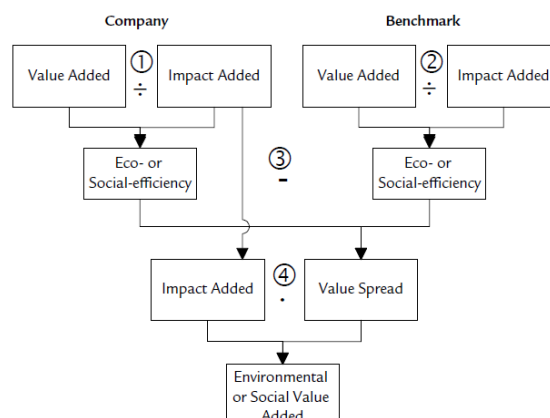 Company Benchmark
① ②
Value Added ÷ Impact Added Value Added ÷ Impact Added
③
Eco- or Eco- or
Social-efficiency - Social-efficiency
④
Impact Added · Value Spread
Environmental
or Social Value
Added